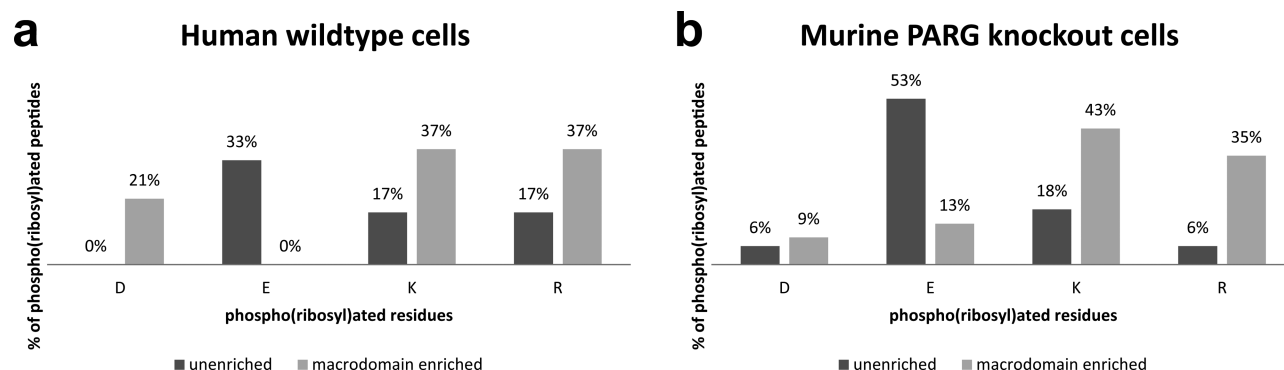 a
Human wildtype cells
% of phospho(ribosyl)ated peptides
0%
21%
33%
0%
17%
37%
17%
37%
D
E
K
R
phospho(ribosyl)ated residues
unenriched
macrodomain enriched
b
Murine PARG knockout cells
% of phospho(ribosyl)ated peptides
6%
9%
53%
13%
18%
43%
6%
35%
D
E
K
R
phospho(ribosyl)ated residues
unenriched
macrodomain enriched